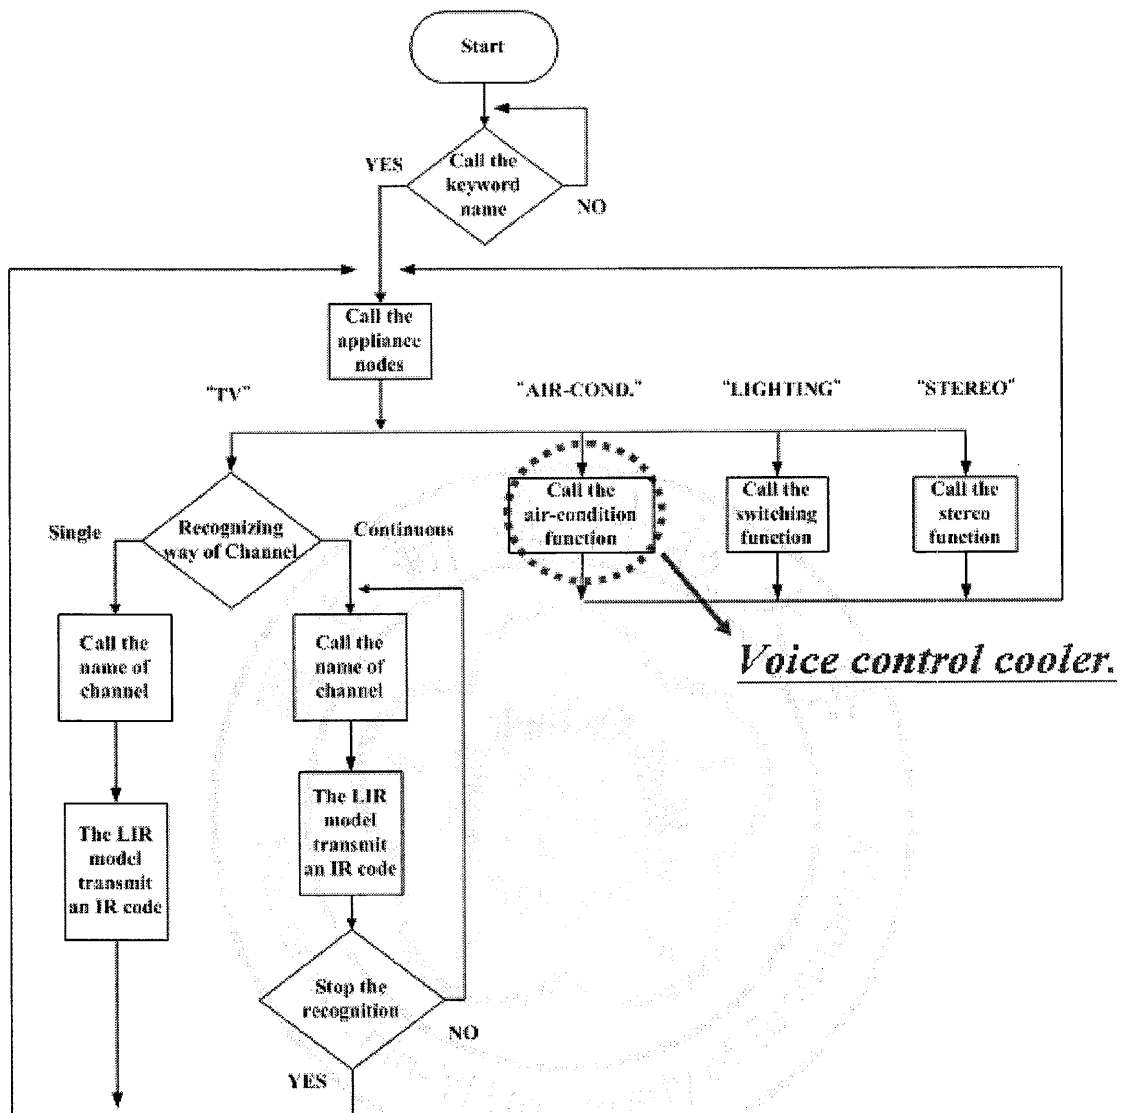 Start
YES
Call the
keyword
name
NO
Call the
appliance
nodes
"TV"
"AIR-COND."
"LIGHTING"
"STEREO"
Single
Recognizing
way of Channel
Continuous
Call the
air-condition
function
Call the
switching
function
Call the
stereo
function
Voice control cooler.
Call the
name of
channel
Call the
name of
channel
The LIR
model
transmit
an IR code
The LIR
model
transmit
an IR code
Stop the
recognition
NO
YES